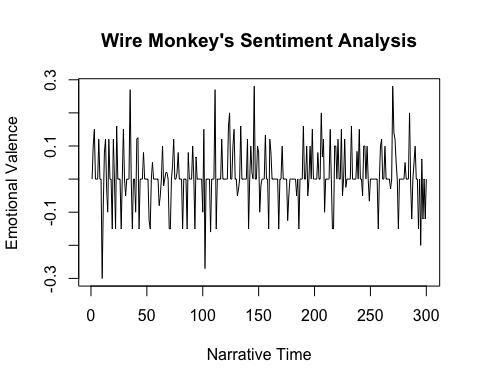 Wire Monkey's Sentiment Analysis
Emotional Valence
0.3
0.1
-0.1
-0.3
0 50 100 150 200 250 300
Narrative Time